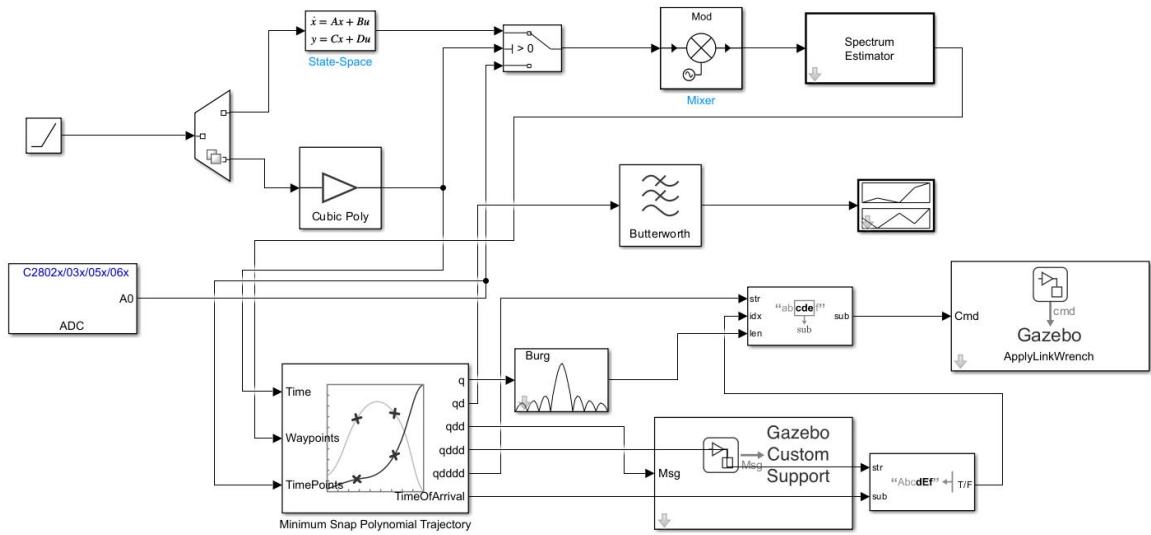 ẋ = Ax + Bu
y = Cx + Du
State-Space
> 0
Mod
Mixer
Spectrum
Estimator
Cubic Poly
Butterworth
C2802x/03x/05x/06x
A0
ADC
str
idx
len
"ab cde f"
sub
sub
Cmd
cmd
Gazebo
ApplyLinkWrench
Time
Waypoints
TimePoints
q
qd
qdd
qddd
qdddd
TimeOfArrival
Minimum Snap Polynomial Trajectory
Burg
Msg
Msg
Gazebo
Custom
Support
str
sub
"AbcdEf"
T/F